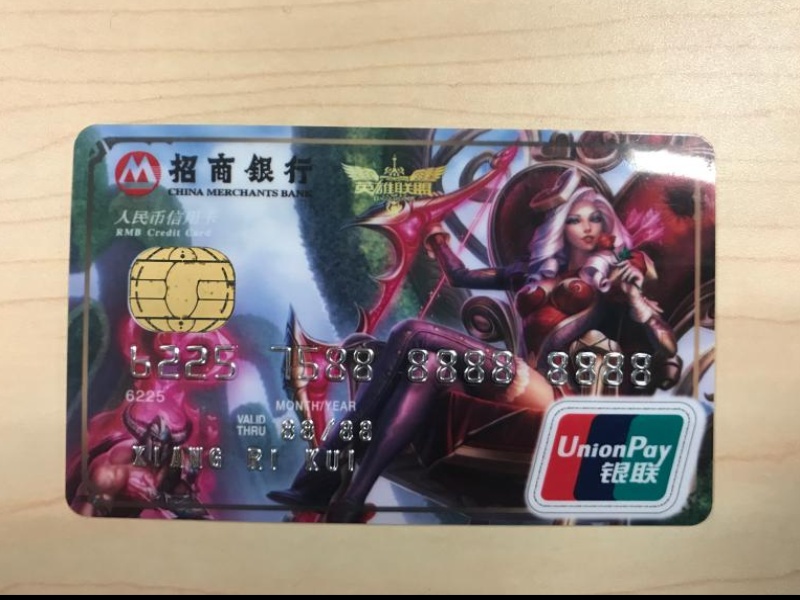 招商银行
CHINA MERCHANTS BANK
英雄联盟
人民币信用卡
RMB Credit Card
6225 7588 8888 8888
6225
MONTH/YEAR
VALID THRU 88/88
XIANG RI KUI
UnionPay
银联